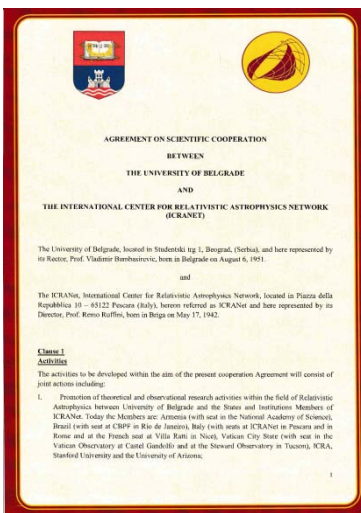 AGREEMENT ON SCIENTIFIC COOPERATION
BETWEEN
THE UNIVERSITY OF BELGRADE
AND
THE INTERNATIONAL CENTER FOR RELATIVISTIC ASTROPHYSICS NETWORK
(ICRANET)
The University of Belgrade, located in Studentski trg 1, Beograd, (Serbia), and here represented by
its Rector, Prof. Vladimir Bumbasirevic, born in Belgrade on August 6, 1951.
and
The ICRANet, International Center for Relativistic Astrophysics Network, located in Piazza della
Repubblica 10 – 65122 Pescara (Italy), hereon referred as ICRANet and here represented by its
Director, Prof. Remo Ruffini, born in Briga on May 17, 1942.
Clause 1
Activities
The activities to be developed within the aim of the present cooperation Agreement will consist of
joint actions including:
1. Promotion of theoretical and observational research activities within the field of Relativistic
Astrophysics between University of Belgrade and the States and Institutions Members of
ICRANet. Today the Members are: Armenia (with seat in the National Academy of Science),
Brazil (with seat at CBPF in Rio de Janeiro), Italy (with seats at ICRANet in Pescara and in
Rome and at the French seat at Villa Ratti in Nice), Vatican City State (with seat in the
Vatican Observatory at Castel Gandolfo and at the Steward Observatory in Tucson), ICRA,
Stanford University and the University of Arizona;
1